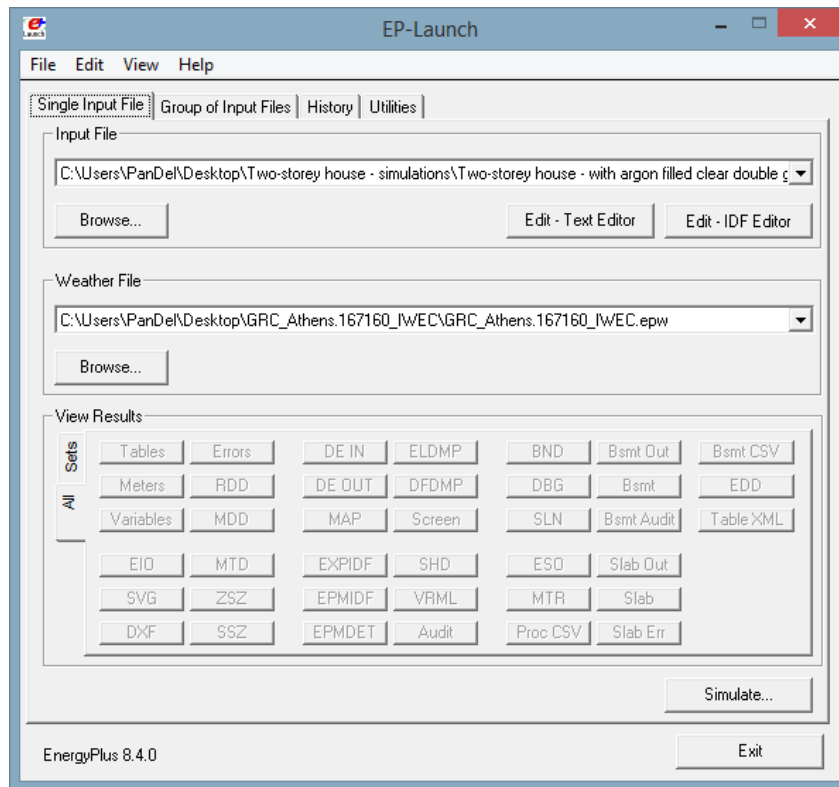 EP-Launch
File Edit View Help
Single Input File Group of Input Files History Utilities
Input File
C:\Users\PanDel\Desktop\Two-storey house - simulations\Two-storey house - with argon filled clear double g
Browse... Edit - Text Editor Edit - IDF Editor
Weather File
C:\Users\PanDel\Desktop\GRC_Athens.167160_IWEC\GRC_Athens.167160_IWEC.epw
Browse...
View Results
Sets
All
Tables Errors DE IN ELDMP BND Bsmt Out Bsmt CSV
Meters RDD DE OUT DFDMP DBG Bsmt EDD
Variables MDD MAP Screen SLN Bsmt Audit Table XML
EIO MTD EXPIDF SHD ESO Slab Out
SVG ZSZ EPMIDF VRML MTR Slab
DXF SSZ EPMDET Audit Proc CSV Slab Err
Simulate...
EnergyPlus 8.4.0 Exit